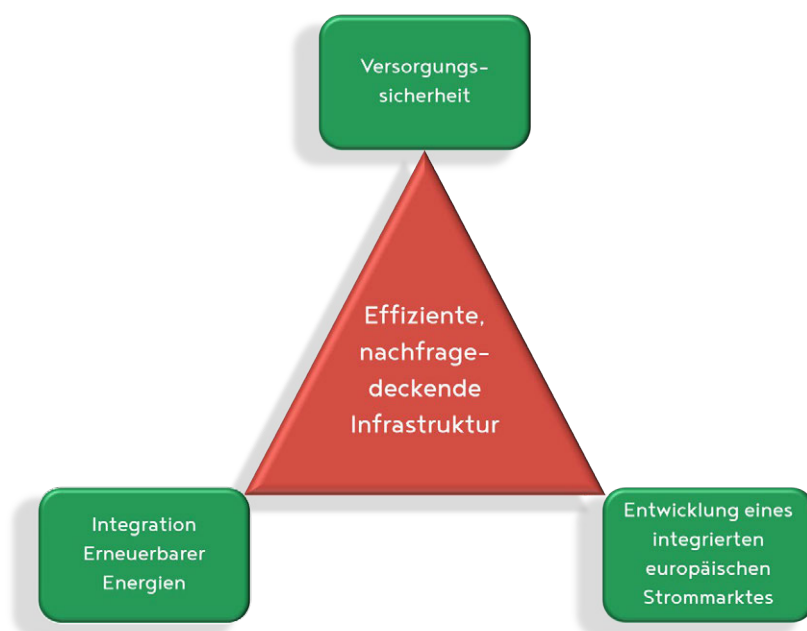 Versorgungs-
sicherheit
Effiziente,
nachfrage-
deckende
Infrastruktur
Integration
Erneuerbarer
Energien
Entwicklung eines
integrierten
europäischen
Strommarktes